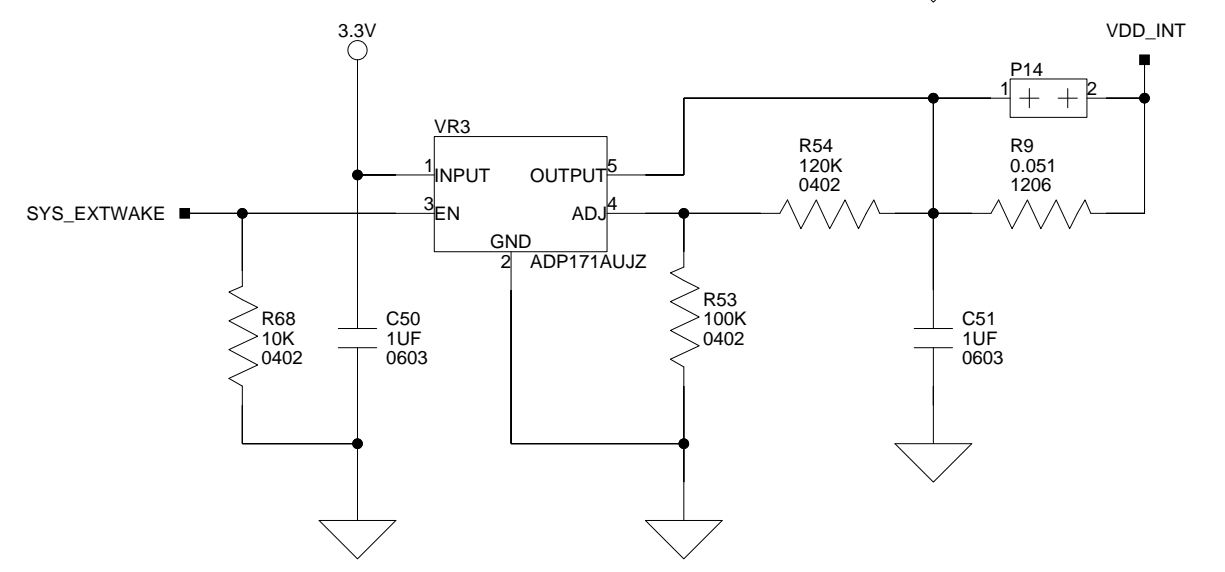 3.3V
VDD_INT
P14
1
2
VR3
1
INPUT
OUTPUT
5
R54
120K
0402
R9
0.051
1206
SYS_EXTWAKE
3
EN
ADJ
4
GND
2
ADP171AUJZ
R68
10K
0402
C50
1UF
0603
R53
100K
0402
C51
1UF
0603